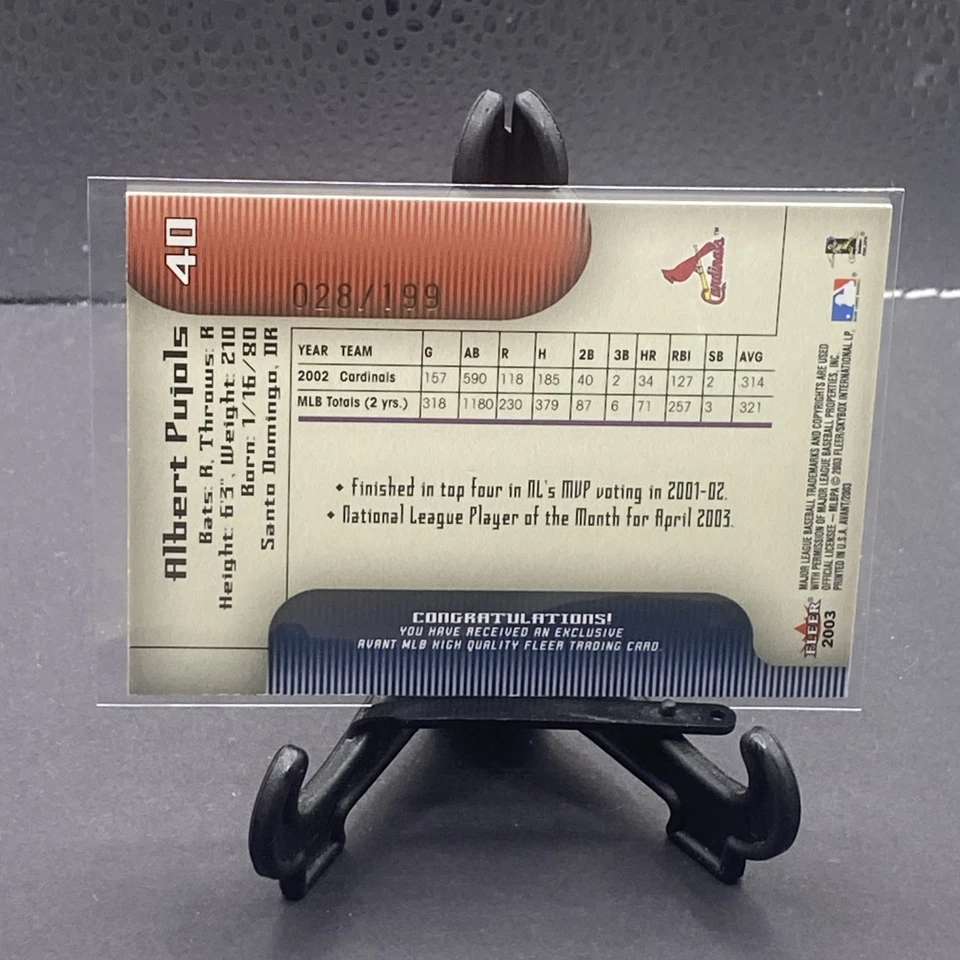 40
Albert Pujols
Bats: R, Throws: R
Height: 6'3", Weight: 210
Born: 1/16/80
Santo Domingo, DR
028/199
Cardinals™
YEAR TEAM G AB R H 2B 3B HR RBI SB AVG
2002 Cardinals 157 590 118 185 40 2 34 127 2 314
MLB Totals (2 yrs.) 318 1180 230 379 87 6 71 257 3 321
• Finished in top four in NL's MVP voting in 2001-02.
• National League Player of the Month for April 2003.
CONGRATULATIONS!
YOU HAVE RECEIVED AN EXCLUSIVE
AVANT MLB HIGH QUALITY FLEER TRADING CARD.
MAJOR LEAGUE BASEBALL TRADEMARKS AND COPYRIGHTS ARE USED
WITH PERMISSION OF MAJOR LEAGUE BASEBALL PROPERTIES, INC.
OFFICIAL LICENSEE – MLBPA © 2003 FLEER/SKYBOX INTERNATIONAL LP.
PRINTED IN U.S.A. AVANT/2003
FLEER®
2003